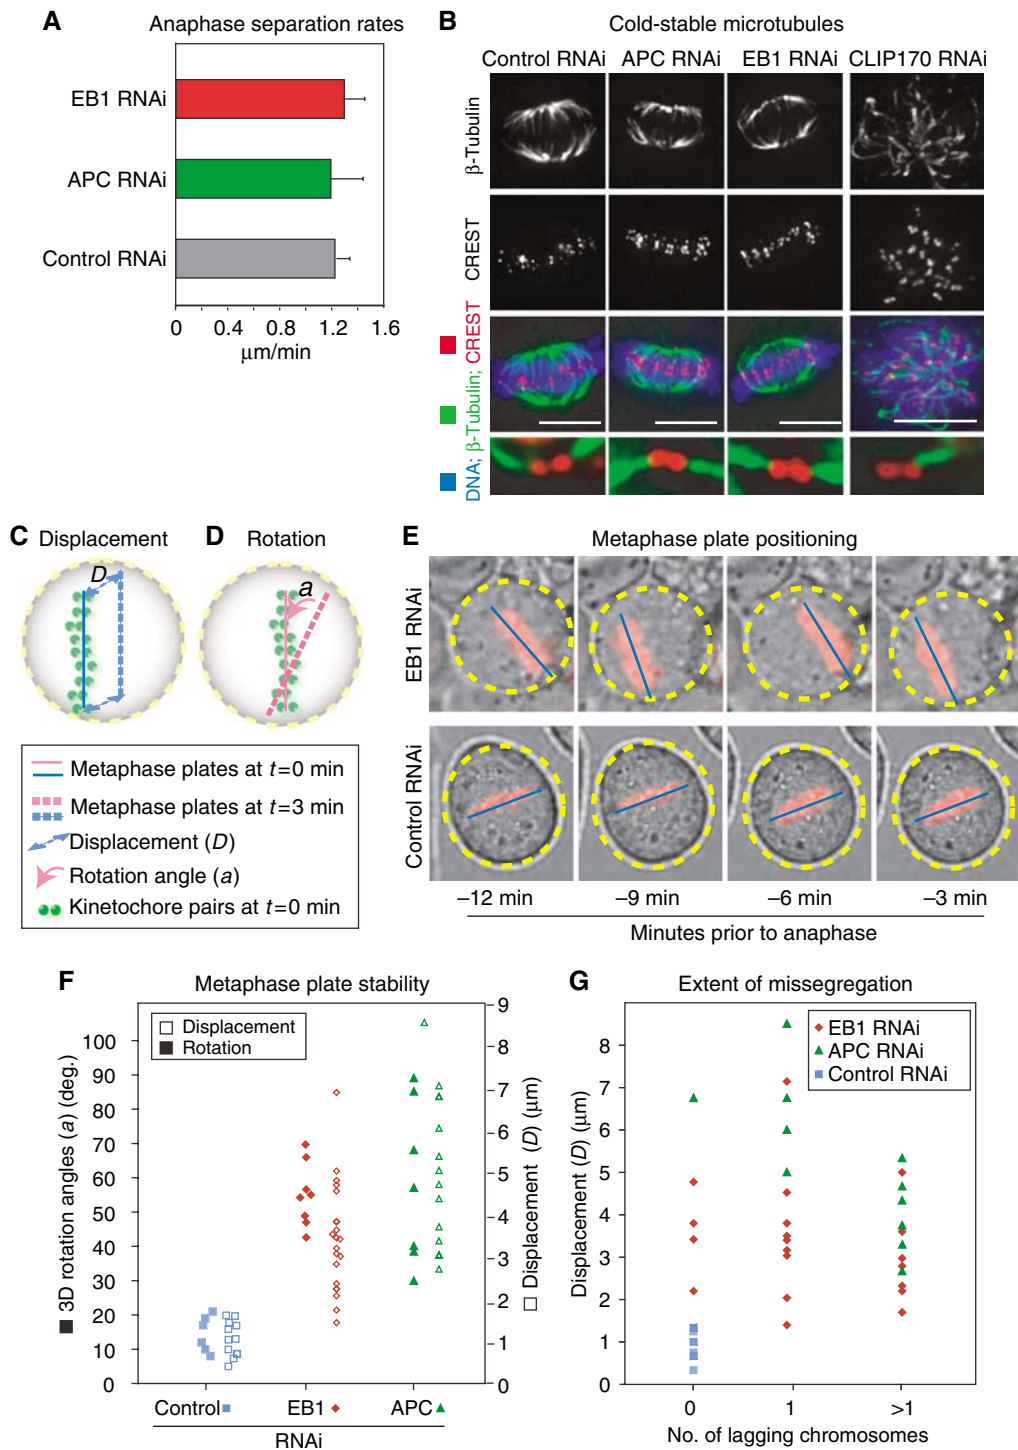 A
Anaphase separation rates
EB1 RNAi
APC RNAi
Control RNAi
0 0.4 0.8 1.2 1.6
μm/min
B
Cold-stable microtubules
Control RNAi APC RNAi EB1 RNAi CLIP170 RNAi
β-Tubulin
CREST
DNA; β-Tubulin; CREST
C
Displacement
D
D
Rotation
a
Metaphase plates at t=0 min
Metaphase plates at t=3 min
Displacement (D)
Rotation angle (a)
Kinetochore pairs at t=0 min
E
Metaphase plate positioning
EB1 RNAi
Control RNAi
–12 min –9 min –6 min –3 min
Minutes prior to anaphase
F
Metaphase plate stability
Displacement
Rotation
3D rotation angles (a) (deg.)
100
90
80
70
60
50
40
30
20
10
0
9
8
7
6
5
4
3
2
1
0
Displacement (D) (μm)
Control EB1 APC
RNAi
G
Extent of missegregation
EB1 RNAi
APC RNAi
Control RNAi
Displacement (D) (μm)
8
7
6
5
4
3
2
1
0
0 1 >1
No. of lagging chromosomes